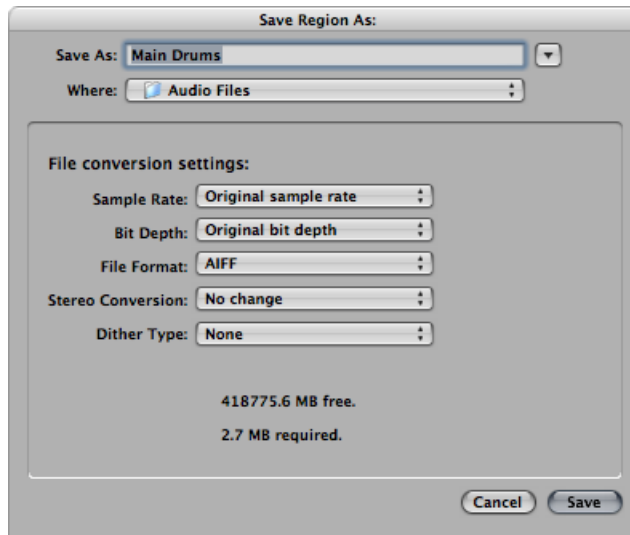 Save Region As:
Save As: Main Drums
Where: Audio Files
File conversion settings:
Sample Rate: Original sample rate
Bit Depth: Original bit depth
File Format: AIFF
Stereo Conversion: No change
Dither Type: None
418775.6 MB free.
2.7 MB required.
Cancel Save